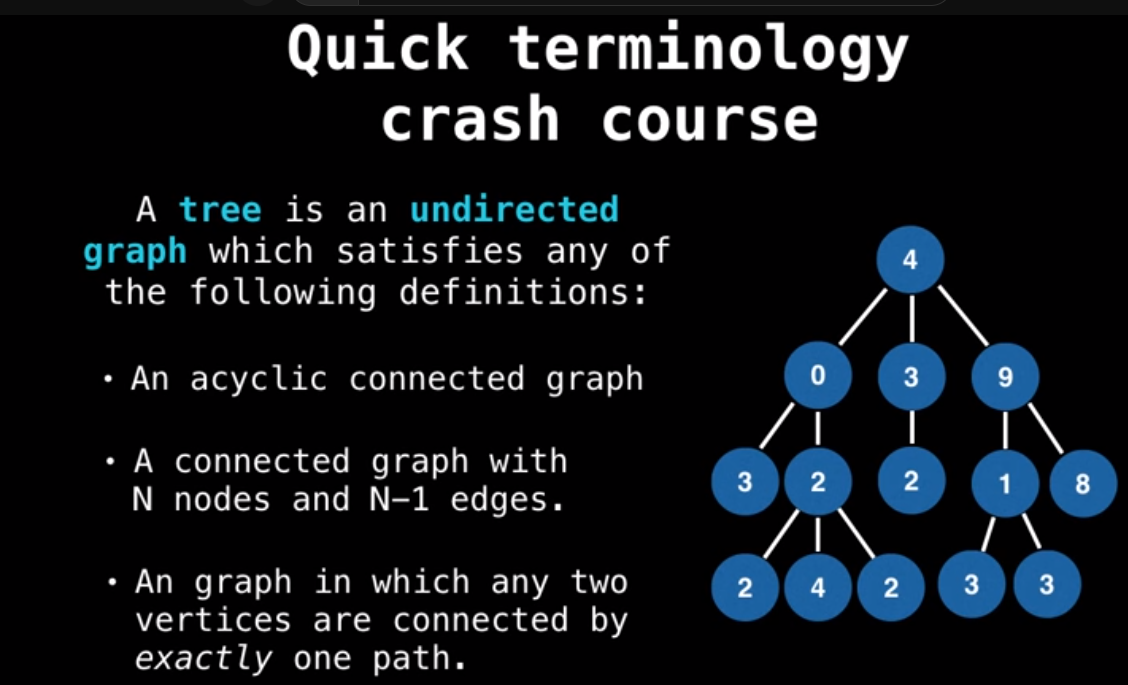 Quick terminology
crash course
A tree is an undirected
graph which satisfies any of
the following definitions:
• An acyclic connected graph
• A connected graph with
N nodes and N-1 edges.
• An graph in which any two
vertices are connected by
exactly one path.
4
0 3 9
3 2 2 1 8
2 4 2 3 3